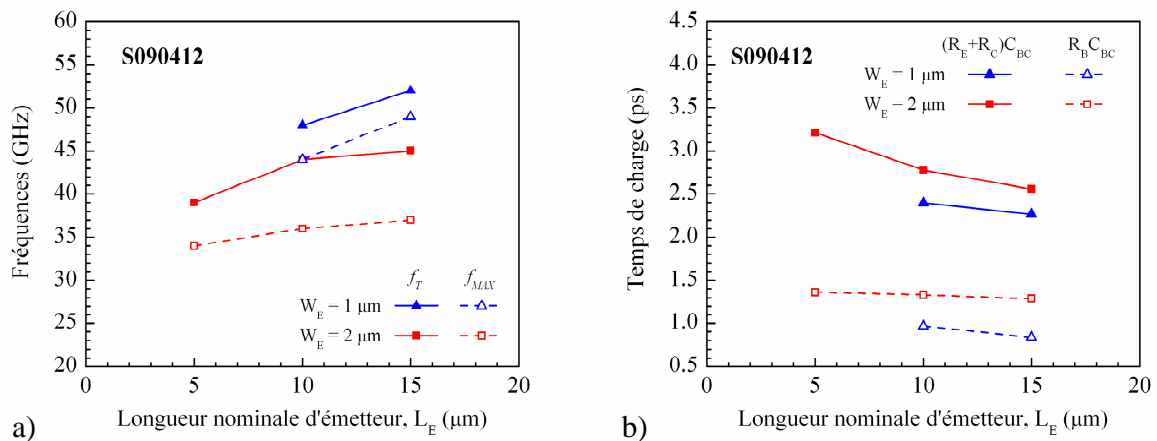 60
55
50
45
40
35
30
25
20
Fréquences (GHz)
S090412
f_T f_MAX
W_E = 1 μm
W_E = 2 μm
0 5 10 15 20
Longueur nominale d'émetteur, L_E (μm)
a)
4.5
4.0
3.5
3.0
2.5
2.0
1.5
1.0
0.5
Temps de charge (ps)
S090412
(R_E+R_C)C_BC R_BC_BC
W_E = 1 μm
W_E = 2 μm
0 5 10 15 20
Longueur nominale d'émetteur, L_E (μm)
b)